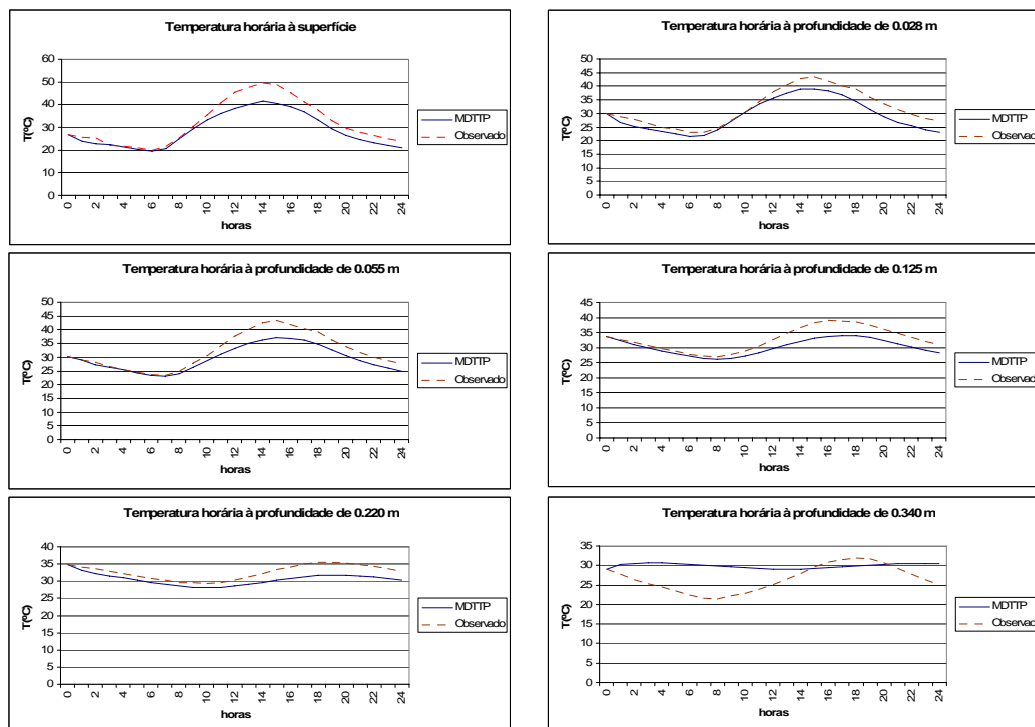 Temperatura horária à superfície
60
50
40
30
20
10
0
T(ºC)
0 2 4 6 8 10 12 14 16 18 20 22 24
horas
MDTTP
Observado
Temperatura horária à profundidade de 0.028 m
50
45
40
35
30
25
20
15
10
5
0
T(ºC)
0 2 4 6 8 10 12 14 16 18 20 22 24
horas
MDTTP
Observado
Temperatura horária à profundidade de 0.055 m
50
45
40
35
30
25
20
15
10
5
0
T(ºC)
0 2 4 6 8 10 12 14 16 18 20 22 24
horas
MDTTP
Observado
Temperatura horária à profundidade de 0.125 m
45
40
35
30
25
20
15
10
5
0
T(ºC)
0 2 4 6 8 10 12 14 16 18 20 22 24
horas
MDTTP
Observado
Temperatura horária à profundidade de 0.220 m
40
35
30
25
20
15
10
5
0
T(ºC)
0 2 4 6 8 10 12 14 16 18 20 22 24
horas
MDTTP
Observado
Temperatura horária à profundidade de 0.340 m
35
30
25
20
15
10
5
0
T(ºC)
0 2 4 6 8 10 12 14 16 18 20 22 24
horas
MDTTP
Observado